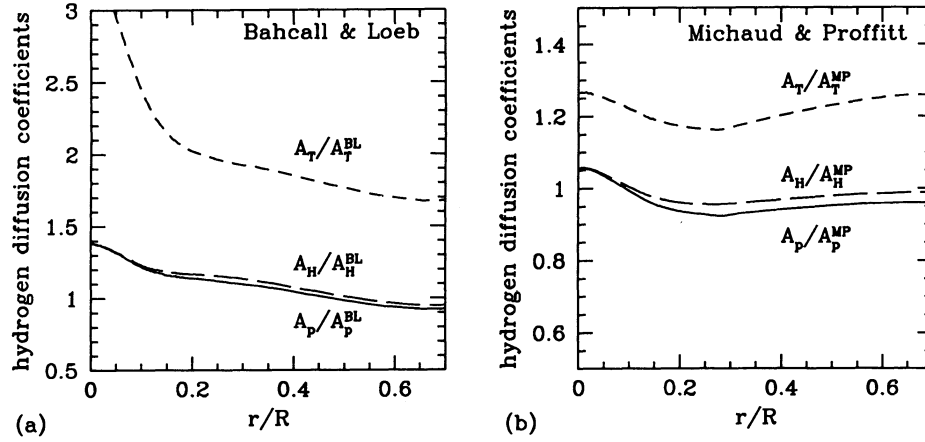 Bahcall & Loeb
hydrogen diffusion coefficients
3
2.5
2
1.5
1
0.5
A_T/A_T^BL
A_H/A_H^BL
A_p/A_p^BL
0
0.2
0.4
0.6
r/R
(a)
Michaud & Proffitt
hydrogen diffusion coefficients
1.4
1.2
1
0.8
0.6
A_T/A_T^MP
A_H/A_H^MP
A_p/A_p^MP
0
0.2
0.4
0.6
r/R
(b)